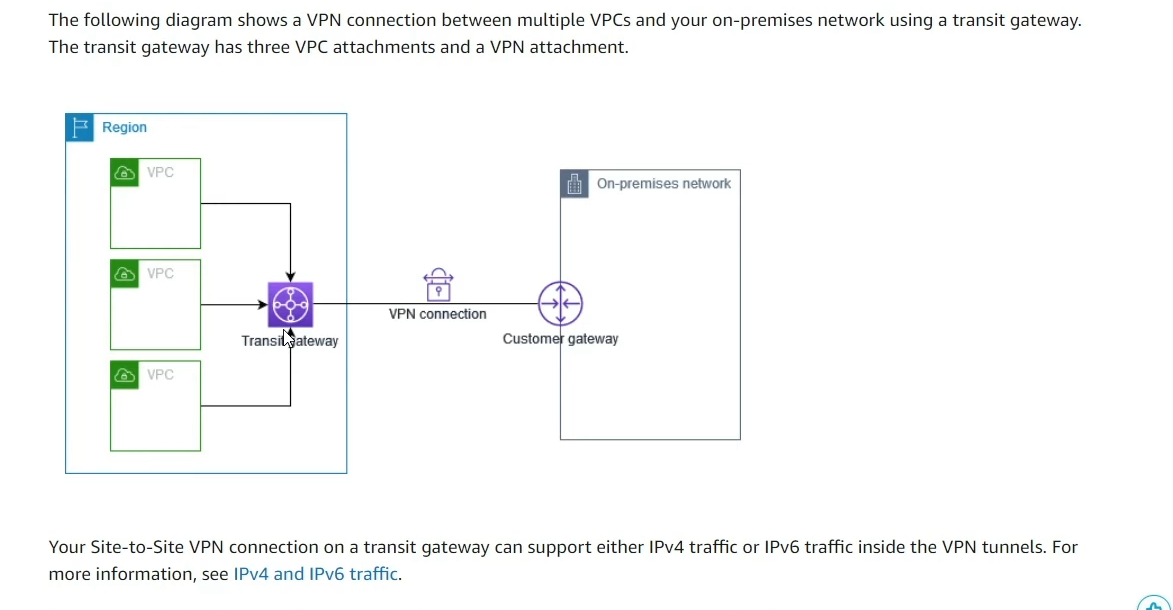 The following diagram shows a VPN connection between multiple VPCs and your on-premises network using a transit gateway.
The transit gateway has three VPC attachments and a VPN attachment.
Region
VPC
On-premises network
VPC
VPN connection
Transit gateway
Customer gateway
VPC
Your Site-to-Site VPN connection on a transit gateway can support either IPv4 traffic or IPv6 traffic inside the VPN tunnels. For
more information, see IPv4 and IPv6 traffic.